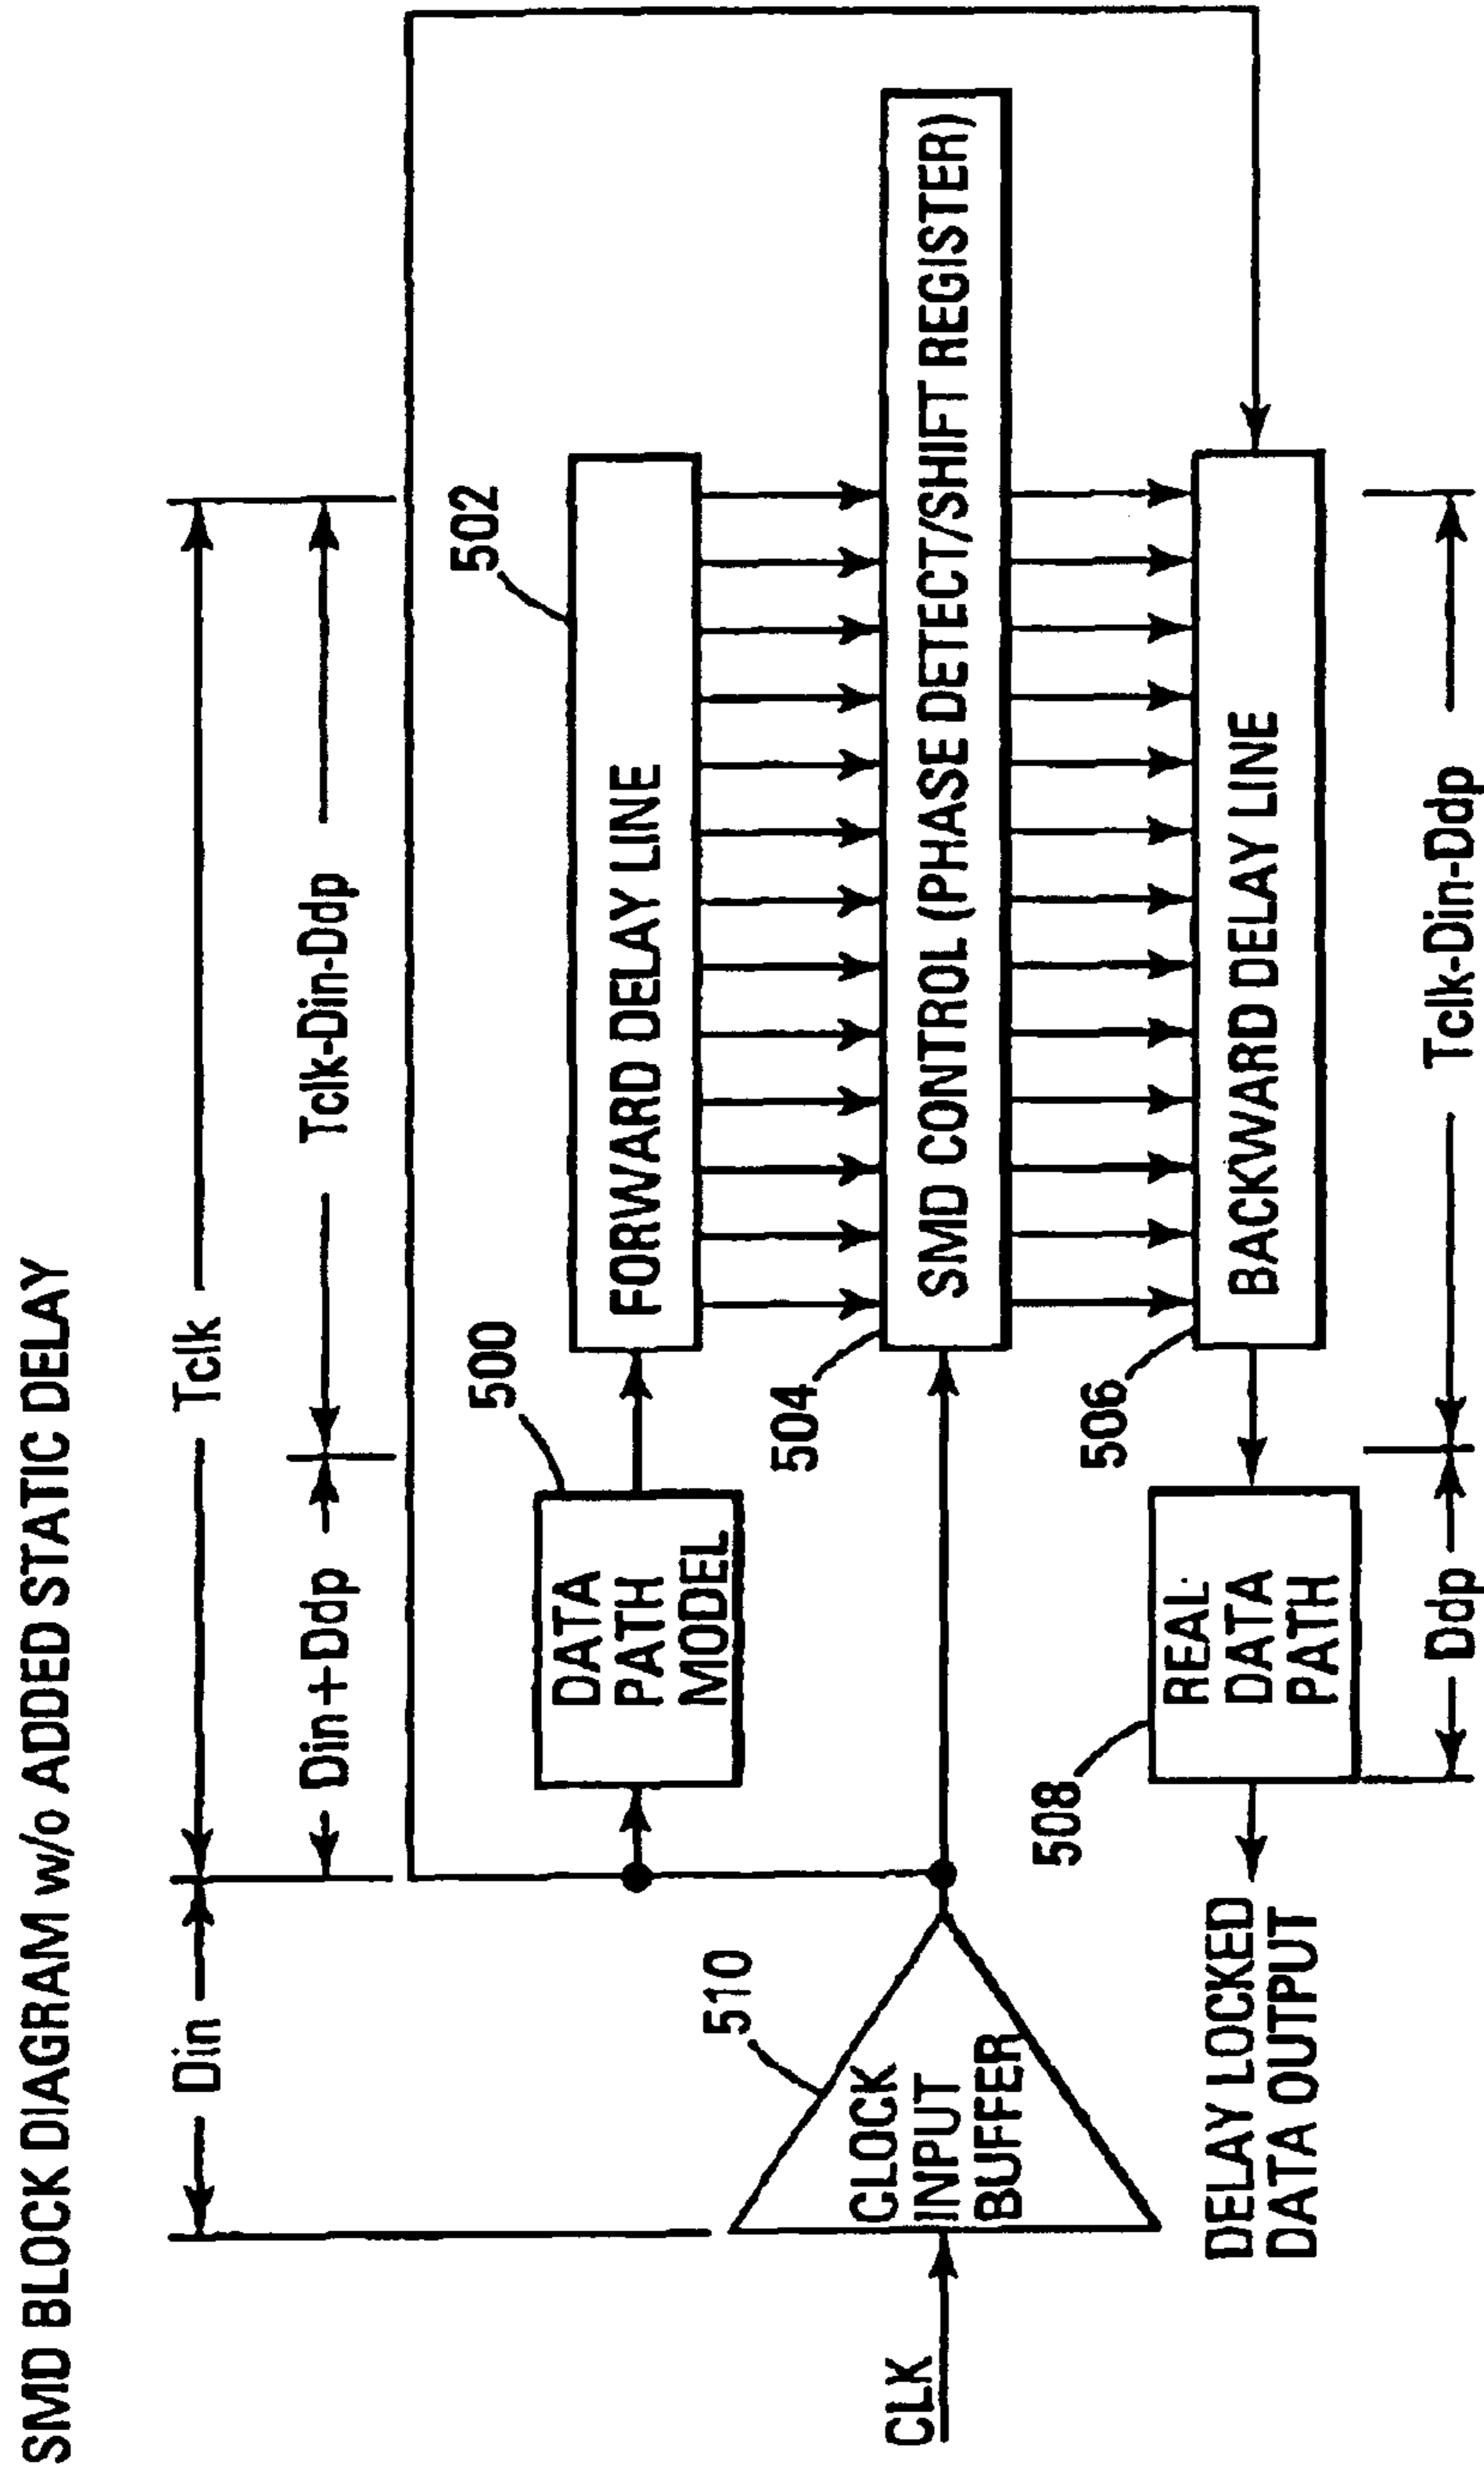 SMD BLOCK DIAGRAM w/o ADDED STATIC DELAY
Din
Tclk
Din+Ddp
Tclk-Din-Ddp
502
FORWARD DELAY LINE
500
DATA
PATH
MODEL
510
CLOCK
INPUT
BUFFER
CLK
504
SMD CONTROL (PHASE DETECT/SHIFT REGISTER)
506
BACKWARD DELAY LINE
508
REAL
DATA
PATH
DELAY LOCKED
DATA OUTPUT
Ddp
Tclk-Din-Ddp